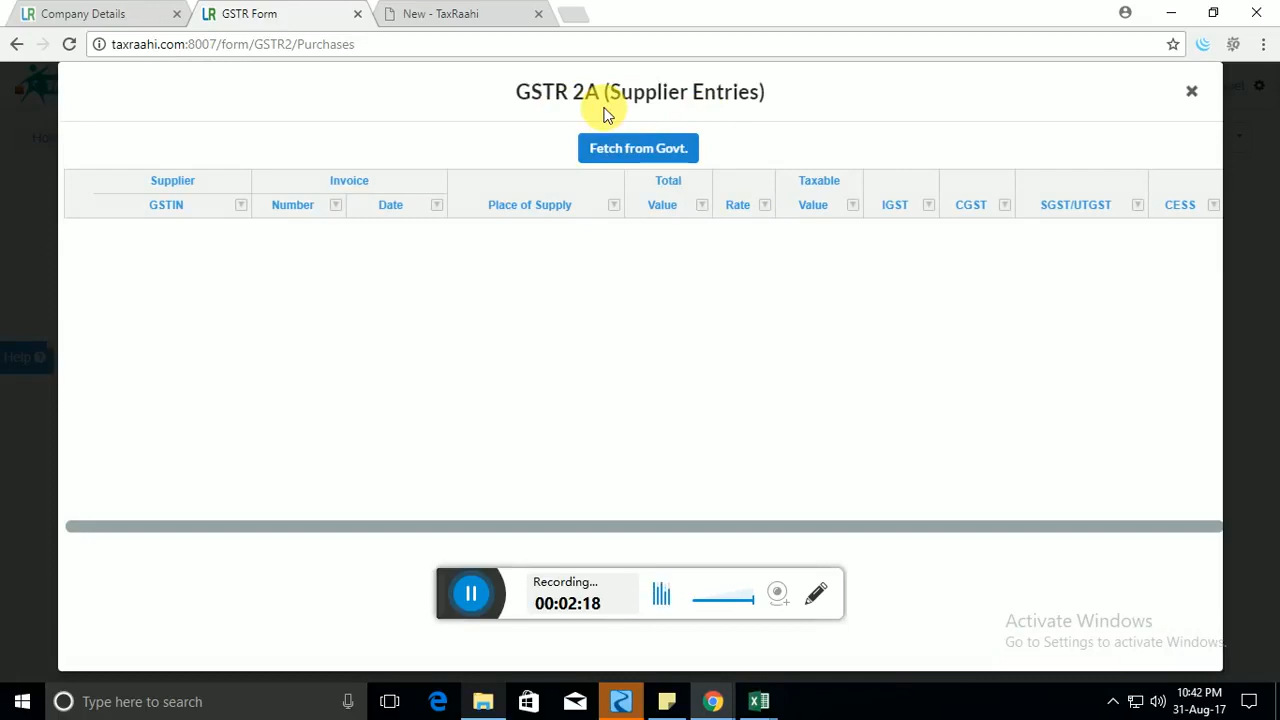 Company Details
GSTR Form
New - TaxRaahi
taxraahi.com:8007/form/GSTR2/Purchases
GSTR 2A (Supplier Entries)
Fetch from Govt.
Supplier Invoice Total Taxable
GSTIN Number Date Place of Supply Value Rate Value IGST CGST SGST/UTGST CESS
Help
Recording...
00:02:18
Activate Windows
Go to Settings to activate Windows.
Type here to search
10:42 PM
31-Aug-17